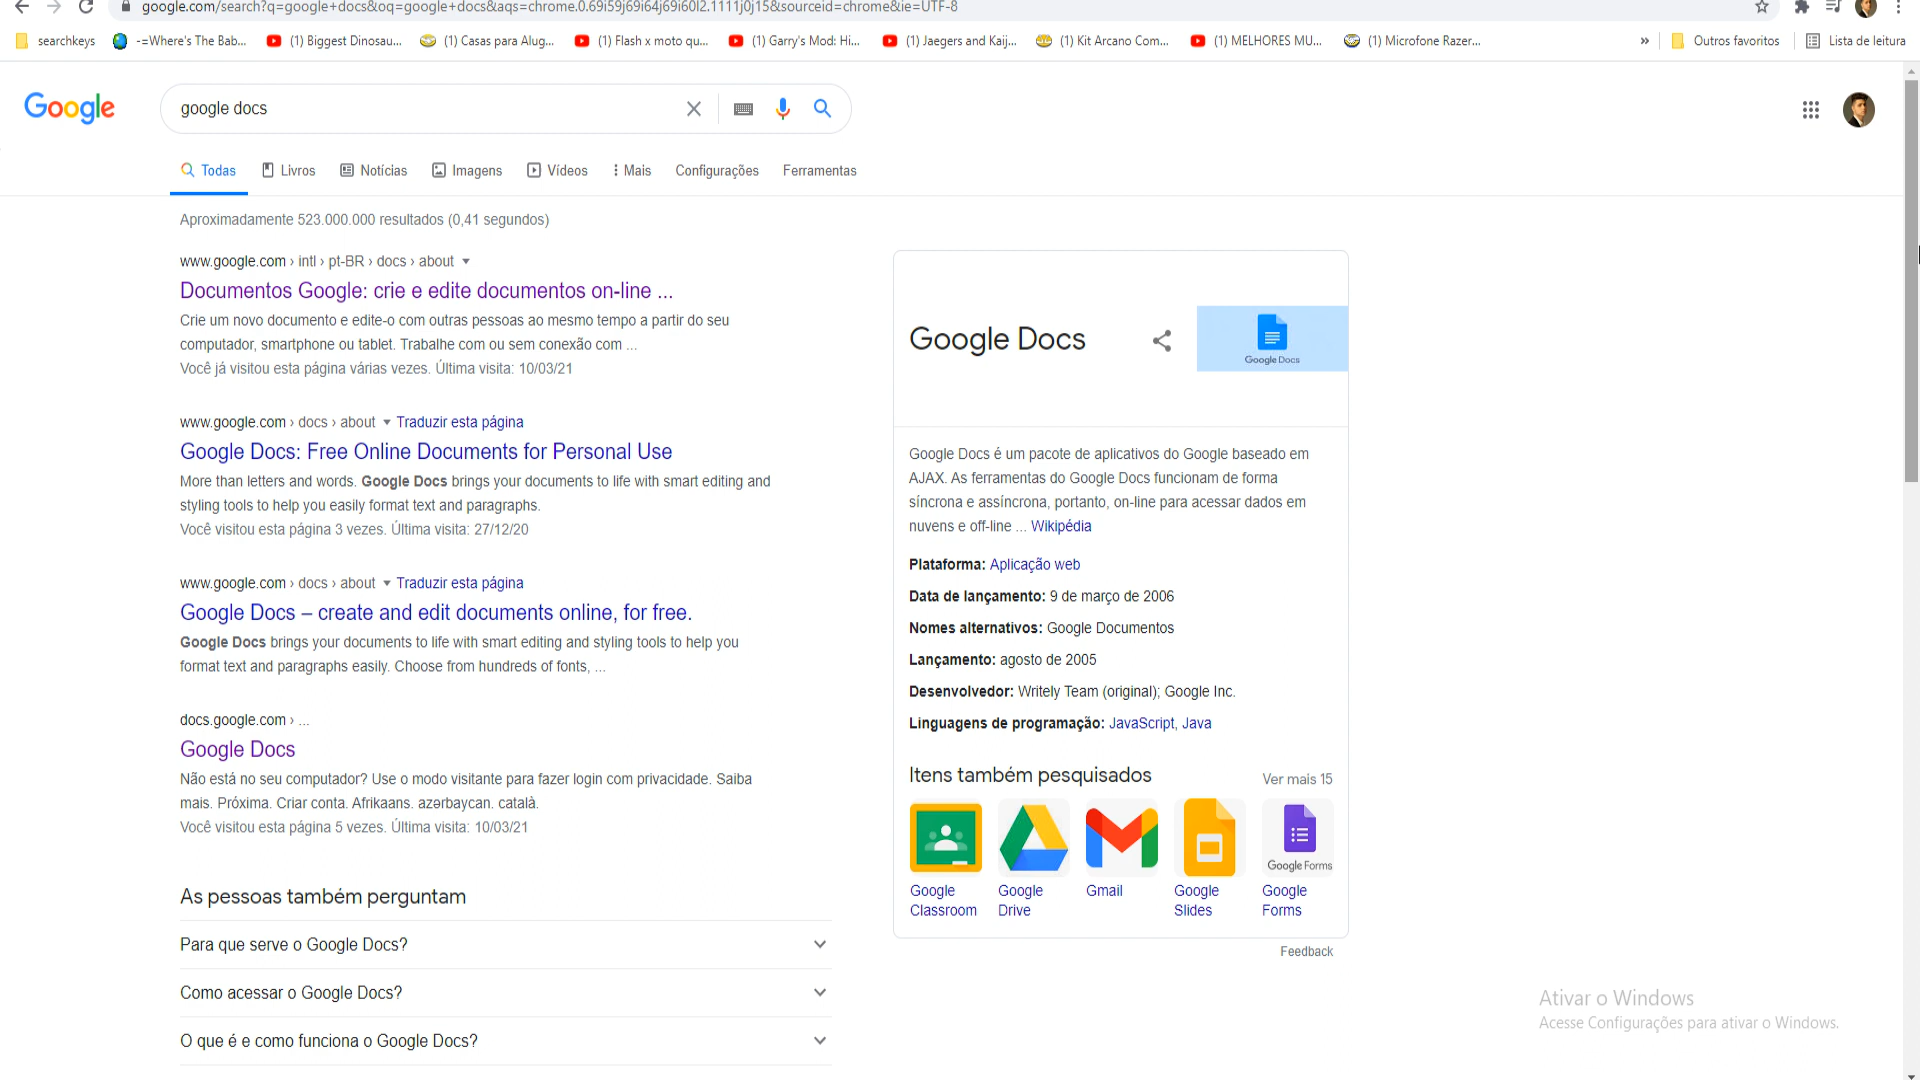 google.com/search?q=google+docs&oq=google+docs&aqs=chrome.0.69i59j69i64j69i60l2.1111j0j15&sourceid=chrome&ie=UTF-8
searchkeys
-=Where's The Bab...
(1) Biggest Dinosau...
(1) Casas para Alug...
(1) Flash x moto qu...
(1) Garry's Mod: Hi...
(1) Jaegers and Kaij...
(1) Kit Arcano Com...
(1) MELHORES MU...
(1) Microfone Razer...
»
Outros favoritos
Lista de leitura
Google
google docs
Todas
Livros
Notícias
Imagens
Vídeos
Mais
Configurações
Ferramentas
Aproximadamente 523.000.000 resultados (0,41 segundos)
www.google.com › intl › pt-BR › docs › about
Documentos Google: crie e edite documentos on-line ...
Crie um novo documento e edite-o com outras pessoas ao mesmo tempo a partir do seu
computador, smartphone ou tablet. Trabalhe com ou sem conexão com ...
Você já visitou esta página várias vezes. Última visita: 10/03/21
www.google.com › docs › about Traduzir esta página
Google Docs: Free Online Documents for Personal Use
More than letters and words. Google Docs brings your documents to life with smart editing and
styling tools to help you easily format text and paragraphs.
Você visitou esta página 3 vezes. Última visita: 27/12/20
www.google.com › docs › about Traduzir esta página
Google Docs – create and edit documents online, for free.
Google Docs brings your documents to life with smart editing and styling tools to help you
format text and paragraphs easily. Choose from hundreds of fonts, ...
docs.google.com › ...
Google Docs
Não está no seu computador? Use o modo visitante para fazer login com privacidade. Saiba
mais. Próxima. Criar conta. Afrikaans. azərbaycan. català.
Você visitou esta página 5 vezes. Última visita: 10/03/21
As pessoas também perguntam
Para que serve o Google Docs?
Como acessar o Google Docs?
O que é e como funciona o Google Docs?
Google Docs
Google Docs
Google Docs é um pacote de aplicativos do Google baseado em
AJAX. As ferramentas do Google Docs funcionam de forma
síncrona e assíncrona, portanto, on-line para acessar dados em
nuvens e off-line ... Wikipédia
Plataforma: Aplicação web
Data de lançamento: 9 de março de 2006
Nomes alternativos: Google Documentos
Lançamento: agosto de 2005
Desenvolvedor: Writely Team (original); Google Inc.
Linguagens de programação: JavaScript, Java
Itens também pesquisados
Ver mais 15
Google Forms
Google
Classroom
Google
Drive
Gmail
Google
Slides
Google
Forms
Feedback
Ativar o Windows
Acesse Configurações para ativar o Windows.